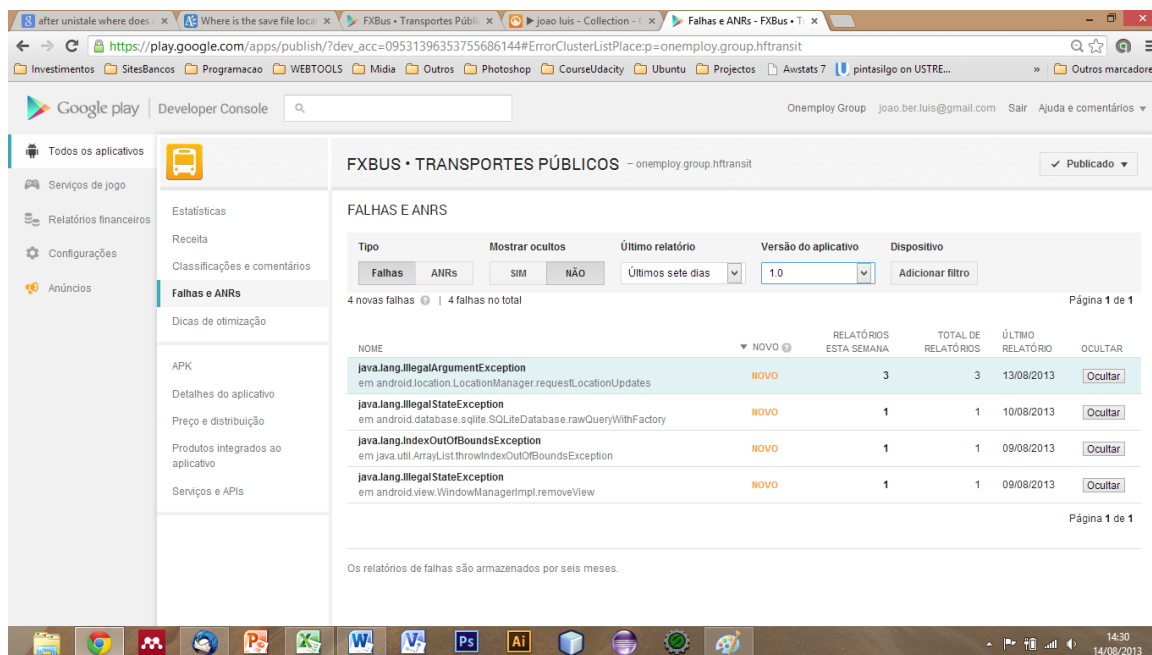 after unistale where does
Where is the save file locat
FXBus • Transportes Públic
joao luis - Collection -
Falhas e ANRs - FXBus • Tr
https://play.google.com/apps/publish/?dev_acc=09531396353755686144#ErrorClusterListPlace:p=onemploy.group.hftransit
Investimentos SitesBancos Programacao WEBTOOLS Midia Outros Photoshop CourseUdacity Ubuntu Projectos Awstats 7 pintasilgo on USTRE... » Outros marcadore
Google play Developer Console Onemploy Group joao.ber.luis@gmail.com Sair Ajuda e comentários
Todos os aplicativos
Serviços de jogo
Relatórios financeiros
Configurações
Anúncios
Estatísticas
Receita
Classificações e comentários
Falhas e ANRs
Dicas de otimização
APK
Detalhes do aplicativo
Preço e distribuição
Produtos integrados ao
aplicativo
Serviços e APIs
FXBUS • TRANSPORTES PÚBLICOS – onemploy.group.hftransit
Publicado
FALHAS E ANRS
Tipo Mostrar ocultos Último relatório Versão do aplicativo Dispositivo
Falhas ANRs SIM NÃO Últimos sete dias 1.0 Adicionar filtro
4 novas falhas | 4 falhas no total Página 1 de 1
NOME NOVO RELATÓRIOS ESTA SEMANA TOTAL DE RELATÓRIOS ÚLTIMO RELATÓRIO OCULTAR
java.lang.IllegalArgumentException
em android.location.LocationManager.requestLocationUpdates
NOVO 3 3 13/08/2013 Ocultar
java.lang.IllegalStateException
em android.database.sqlite.SQLiteDatabase.rawQueryWithFactory
NOVO 1 1 10/08/2013 Ocultar
java.lang.IndexOutOfBoundsException
em java.util.ArrayList.throwIndexOutOfBoundsException
NOVO 1 1 09/08/2013 Ocultar
java.lang.IllegalStateException
em android.view.WindowManagerImpl.removeView
NOVO 1 1 09/08/2013 Ocultar
Página 1 de 1
Os relatórios de falhas são armazenados por seis meses.
Ps
Ai
14:30
14/08/2013